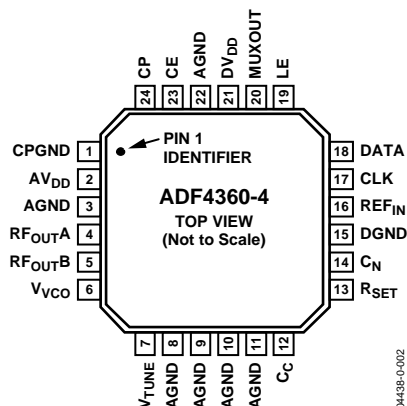 CP
CE
AGND
DVDD
MUXOUT
LE
24
23
22
21
20
19
CPGND 1
AVDD 2
AGND 3
RFOUTA 4
RFOUTB 5
VVCO 6
PIN 1
IDENTIFIER
ADF4360-4
TOP VIEW
(Not to Scale)
18 DATA
17 CLK
16 REFIN
15 DGND
14 CN
13 RSET
7
8
9
10
11
12
VTUNE
AGND
AGND
AGND
AGND
CC
04438-0-002